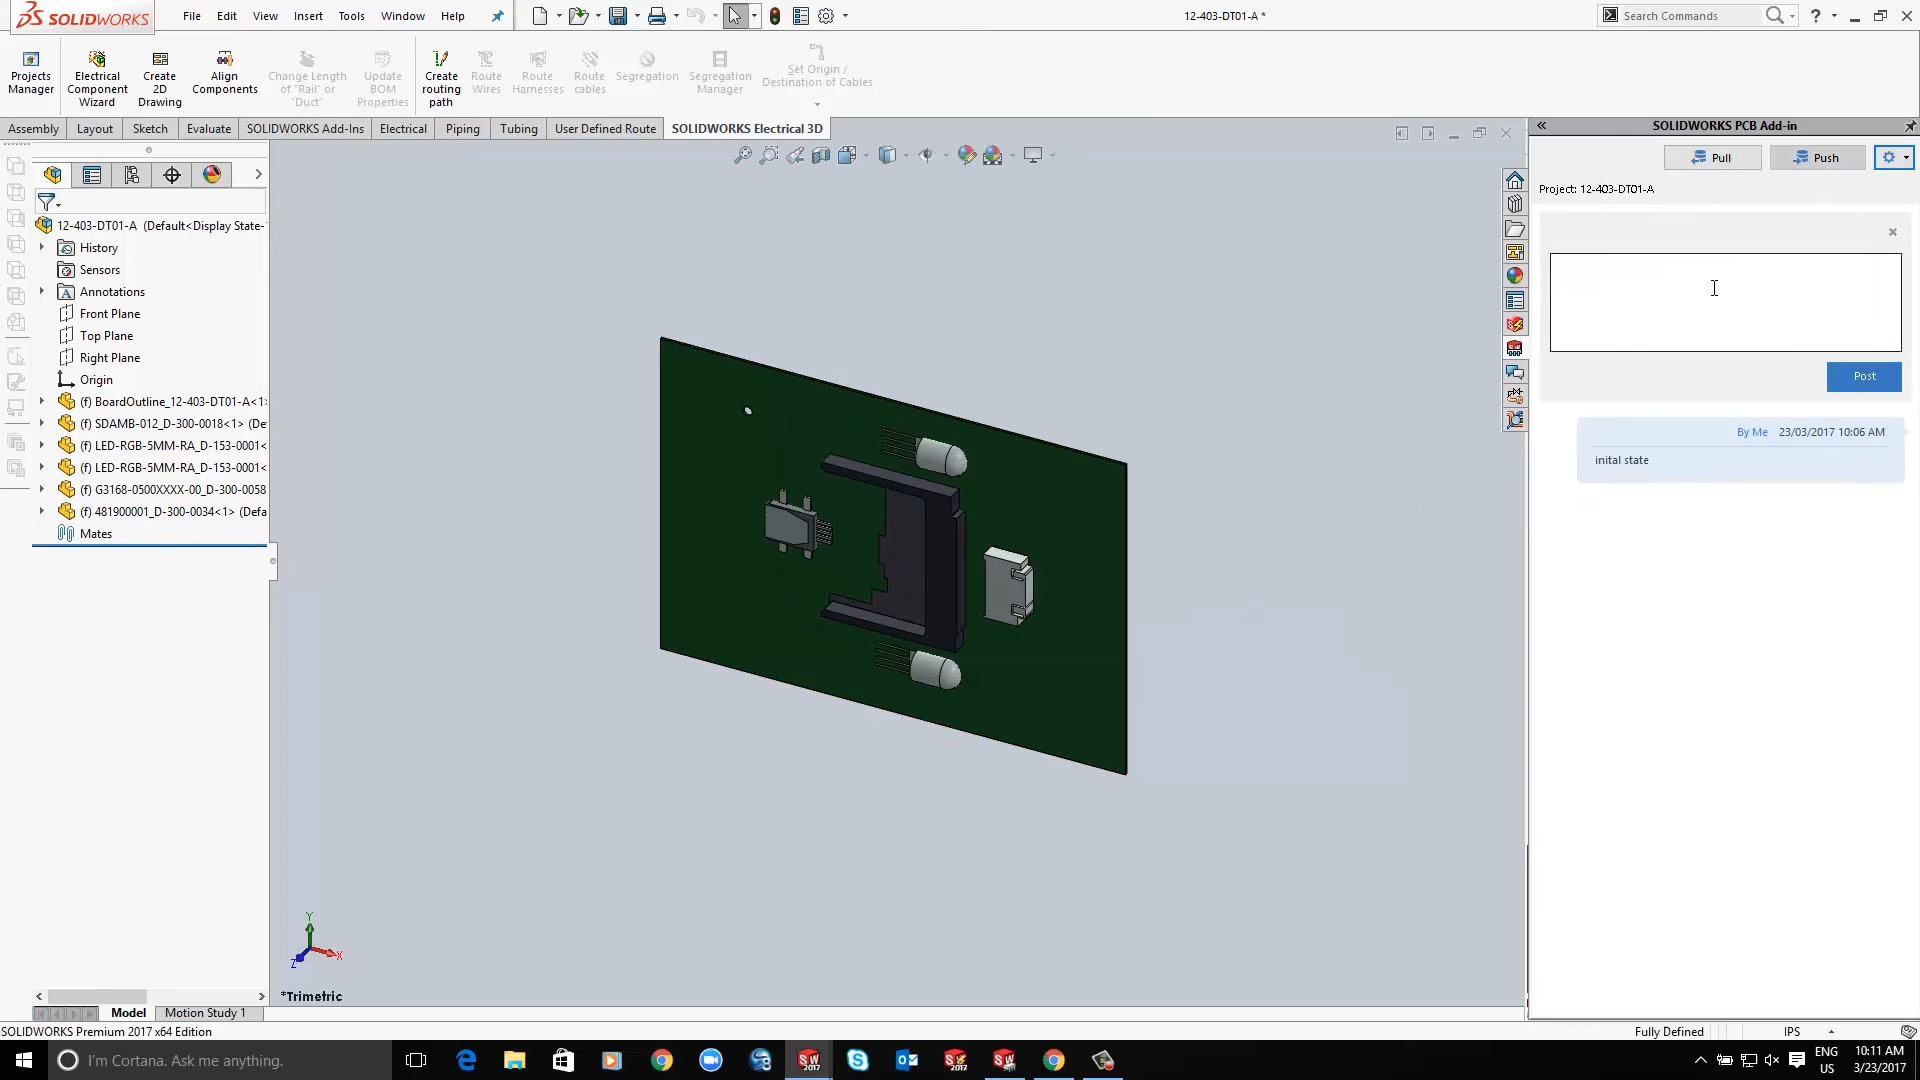 SOLIDWORKS
File Edit View Insert Tools Window Help
12-403-DT01-A *
Search Commands
Projects Manager
Electrical Component Wizard
Create 2D Drawing
Align Components
Change Length of "Rail" or "Duct"
Update BOM Properties
Create routing path
Route Wires
Route Harnesses
Route cables
Segregation
Segregation Manager
Set Origin / Destination of Cables
Assembly Layout Sketch Evaluate SOLIDWORKS Add-Ins Electrical Piping Tubing User Defined Route SOLIDWORKS Electrical 3D
SOLIDWORKS PCB Add-in
Pull Push
Project: 12-403-DT01-A
Post
By Me 23/03/2017 10:06 AM
inital state
12-403-DT01-A (Default<Display State-
History
Sensors
Annotations
Front Plane
Top Plane
Right Plane
Origin
(f) BoardOutline_12-403-DT01-A<1>
(f) SDAMB-012_D-300-0018<1> (De
(f) LED-RGB-5MM-RA_D-153-0001<
(f) LED-RGB-5MM-RA_D-153-0001<
(f) G3168-0500XXXX-00_D-300-0058
(f) 481900001_D-300-0034<1> (Defa
Mates
Y
X
Z
*Trimetric
Model Motion Study 1
SOLIDWORKS Premium 2017 x64 Edition
Fully Defined IPS
I'm Cortana. Ask me anything.
ENG US
10:11 AM
3/23/2017